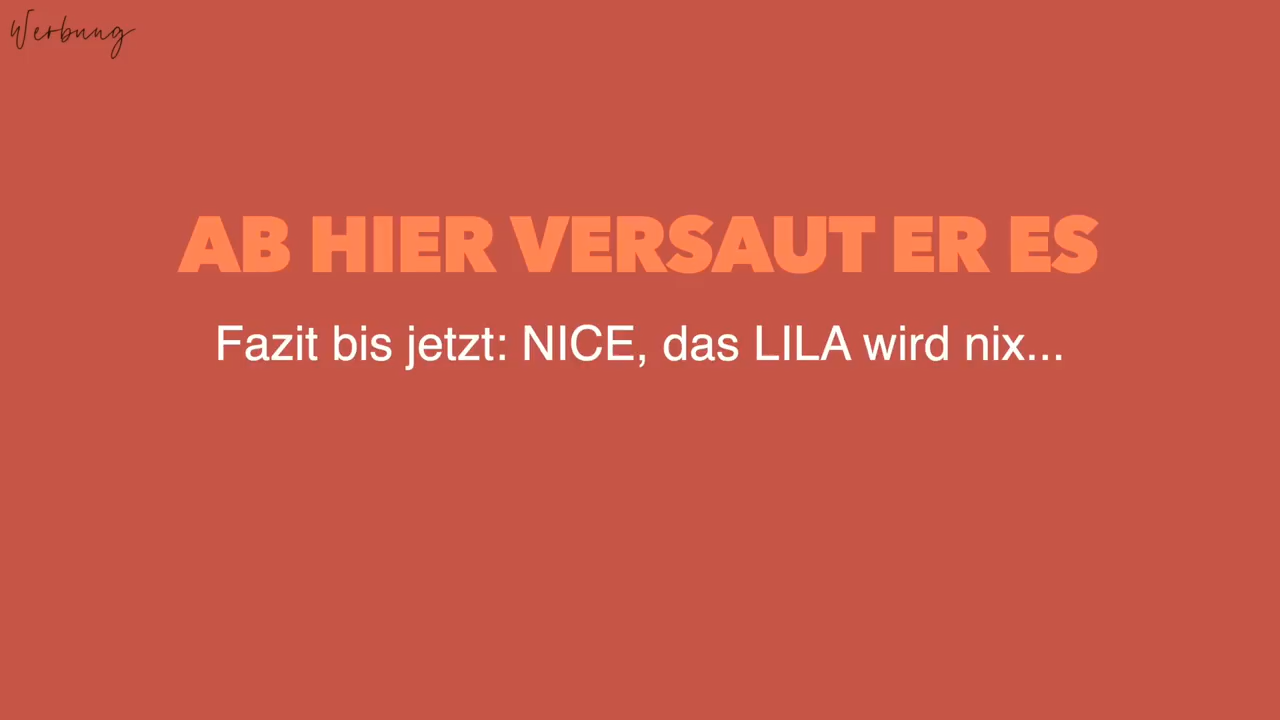 Werbung
AB HIER VERSAUT ER ES
Fazit bis jetzt: NICE, das LILA wird nix...